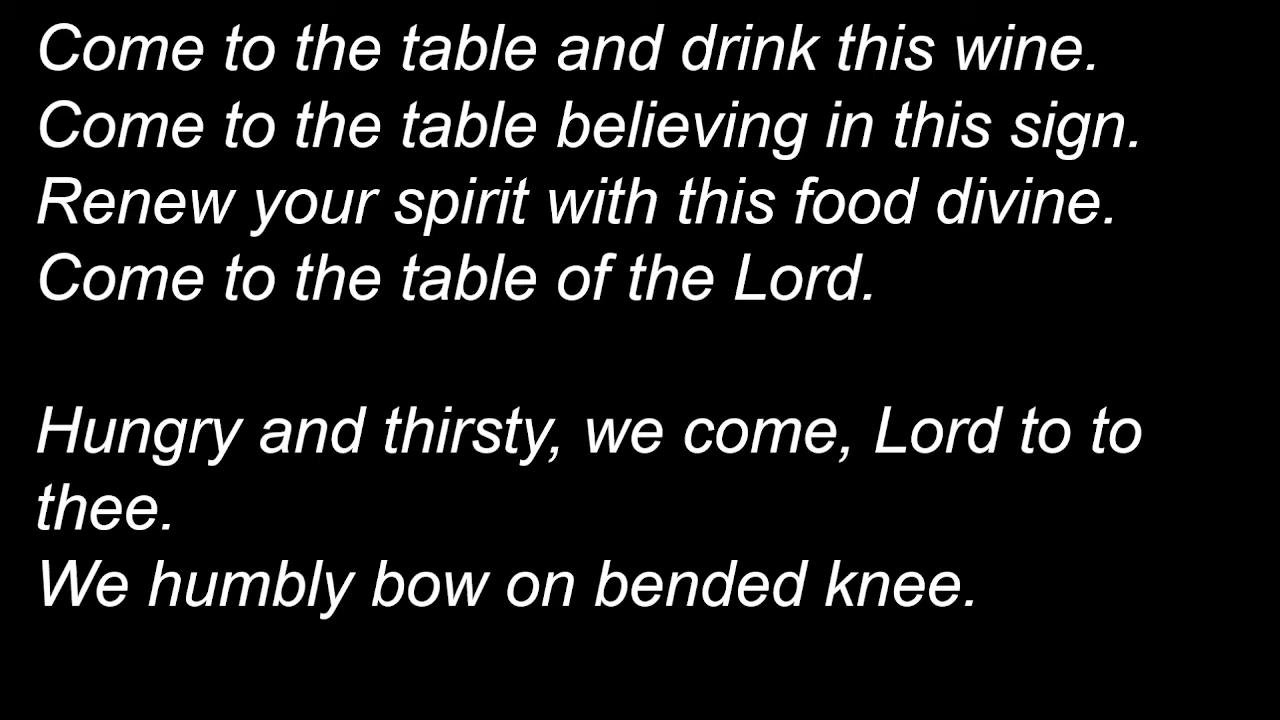 Come to the table and drink this wine.
Come to the table believing in this sign.
Renew your spirit with this food divine.
Come to the table of the Lord.
Hungry and thirsty, we come, Lord to to
thee.
We humbly bow on bended knee.